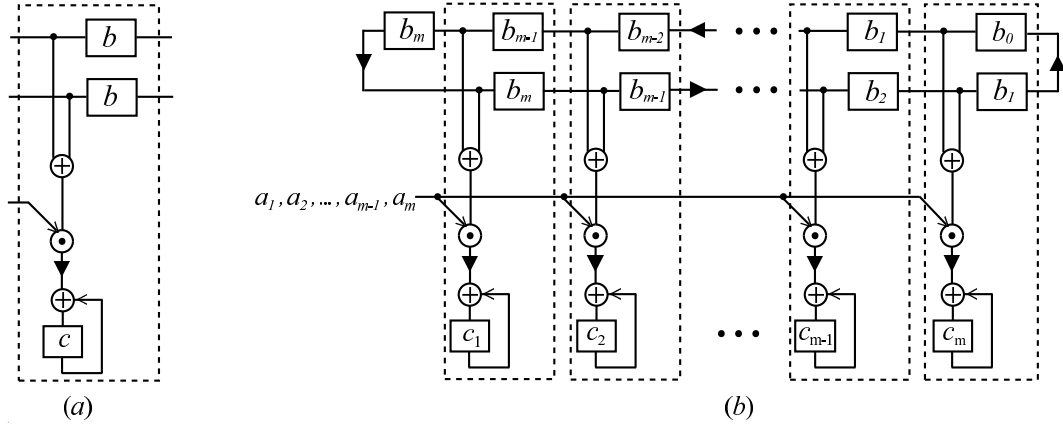 b
b
c
(a)
b_m b_{m-1} b_{m-2} • • • b_1 b_0
b_m b_{m-1} • • • b_2 b_1
a_1, a_2, ..., a_{m-1}, a_m
c_1 c_2 • • • c_{m-1} c_m
(b)